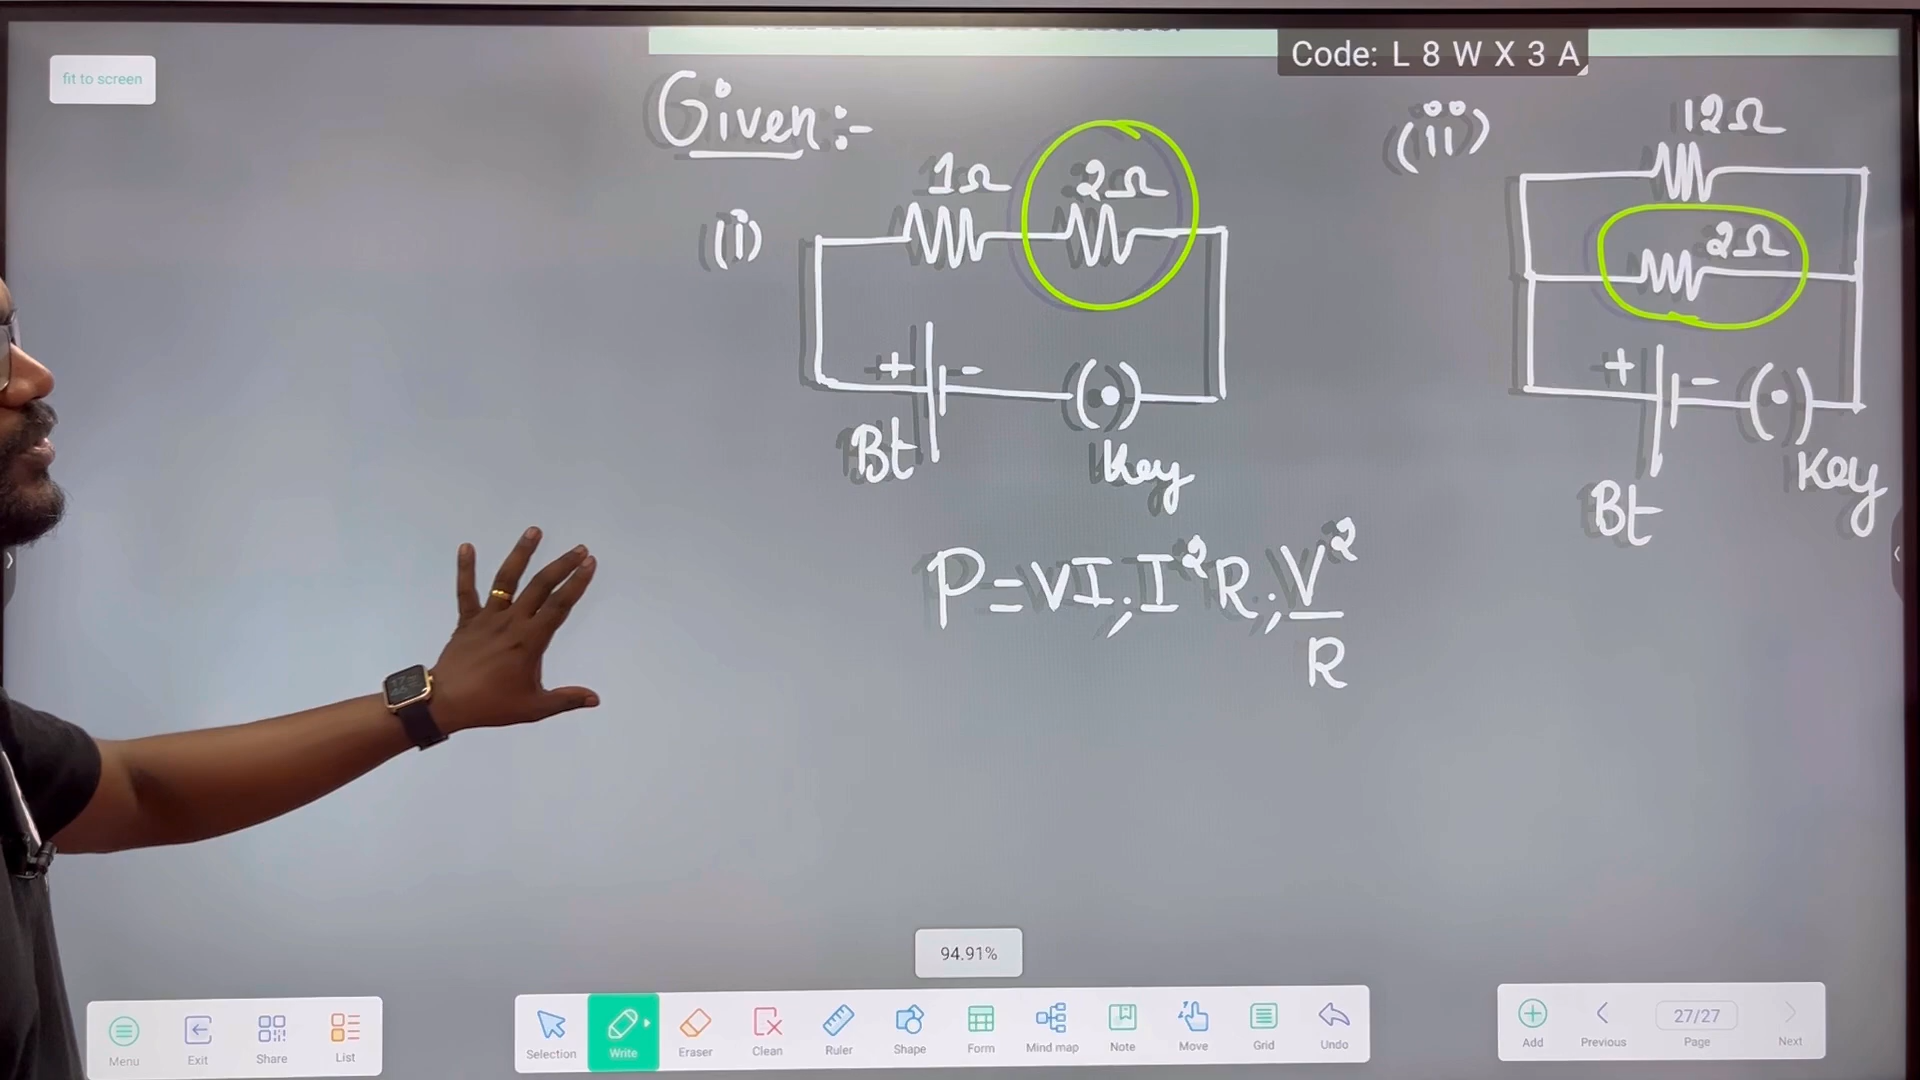 fit to screen
Code: L 8 W X 3 A
Given:-
(i)
1Ω
2Ω
+
-
Bt
Key
(ii)
12Ω
2Ω
+
-
Bt
Key
P=VI; I²R; V²/R
94.91%
Menu
Exit
Share
List
Selection
Write
Eraser
Clean
Ruler
Shape
Form
Mind map
Note
Move
Grid
Undo
Add
Previous
27/27
Page
Next